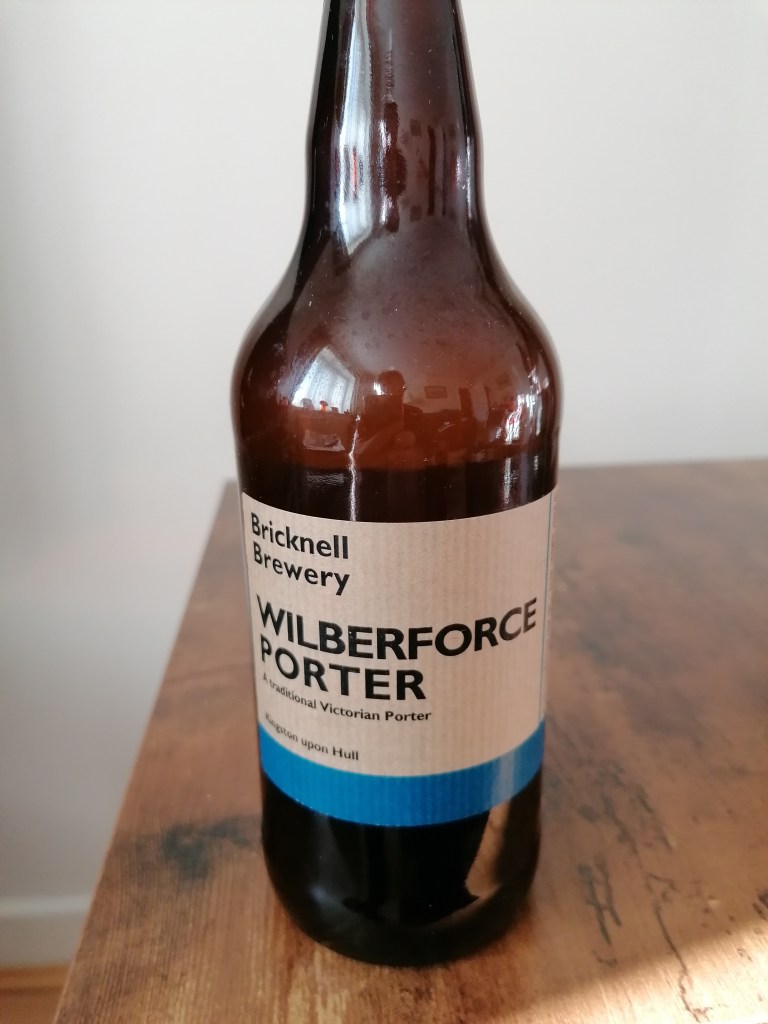 Bricknell
Brewery
WILBERFORCE
PORTER
A traditional Victorian Porter
Kingston upon Hull